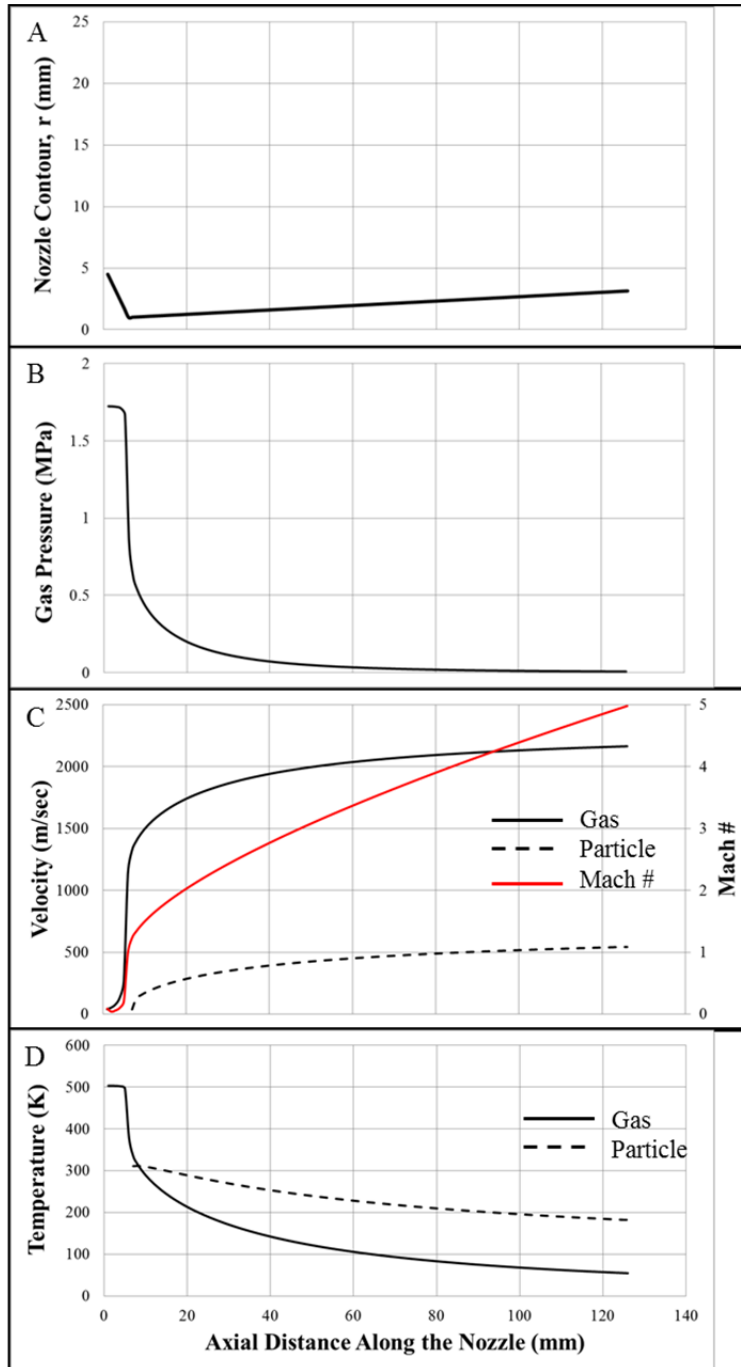 A
Nozzle Contour, r (mm)
25
20
15
10
5
0
B
Gas Pressure (MPa)
2
1.5
1
0.5
0
C
Velocity (m/sec)
2500
2000
1500
1000
500
0
Gas
Particle
Mach #
5
4
3
2
1
0
Mach #
D
Temperature (K)
600
500
400
300
200
100
0
Gas
Particle
0 20 40 60 80 100 120 140
Axial Distance Along the Nozzle (mm)